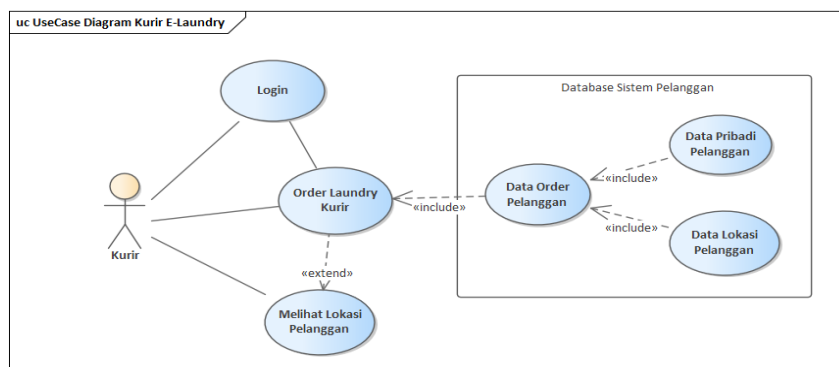 uc UseCase Diagram Kurir E-Laundry
Login
Database Sistem Pelanggan
Data Pribadi
Pelanggan
«include»
Order Laundry
Kurir
«include»
Data Order
Pelanggan
«include»
Data Lokasi
Pelanggan
Kurir
«extend»
Melihat Lokasi
Pelanggan